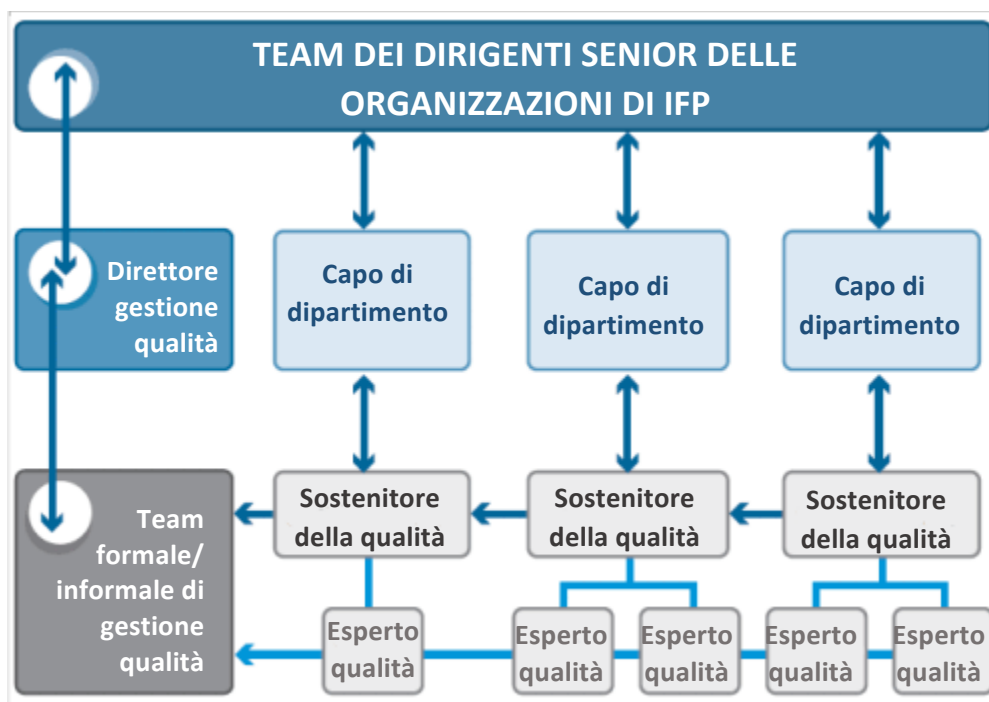 TEAM DEI DIRIGENTI SENIOR DELLE
ORGANIZZAZIONI DI IFP
Direttore
gestione
qualità
Capo di
dipartimento
Capo di
dipartimento
Capo di
dipartimento
Team
formale/
informale di
gestione
qualità
Sostenitore
della qualità
Sostenitore
della qualità
Sostenitore
della qualità
Esperto
qualità
Esperto
qualità
Esperto
qualità
Esperto
qualità
Esperto
qualità